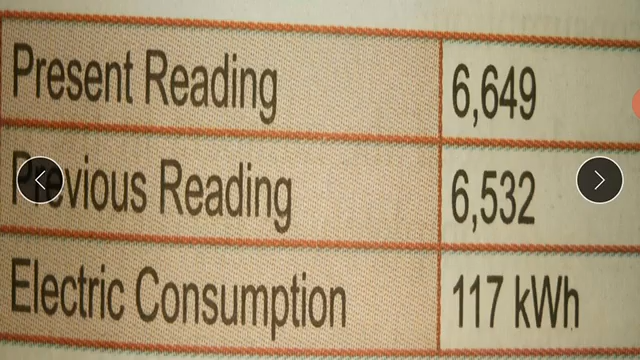 Present Reading 6,649
Previous Reading 6,532
Electric Consumption 117 kWh